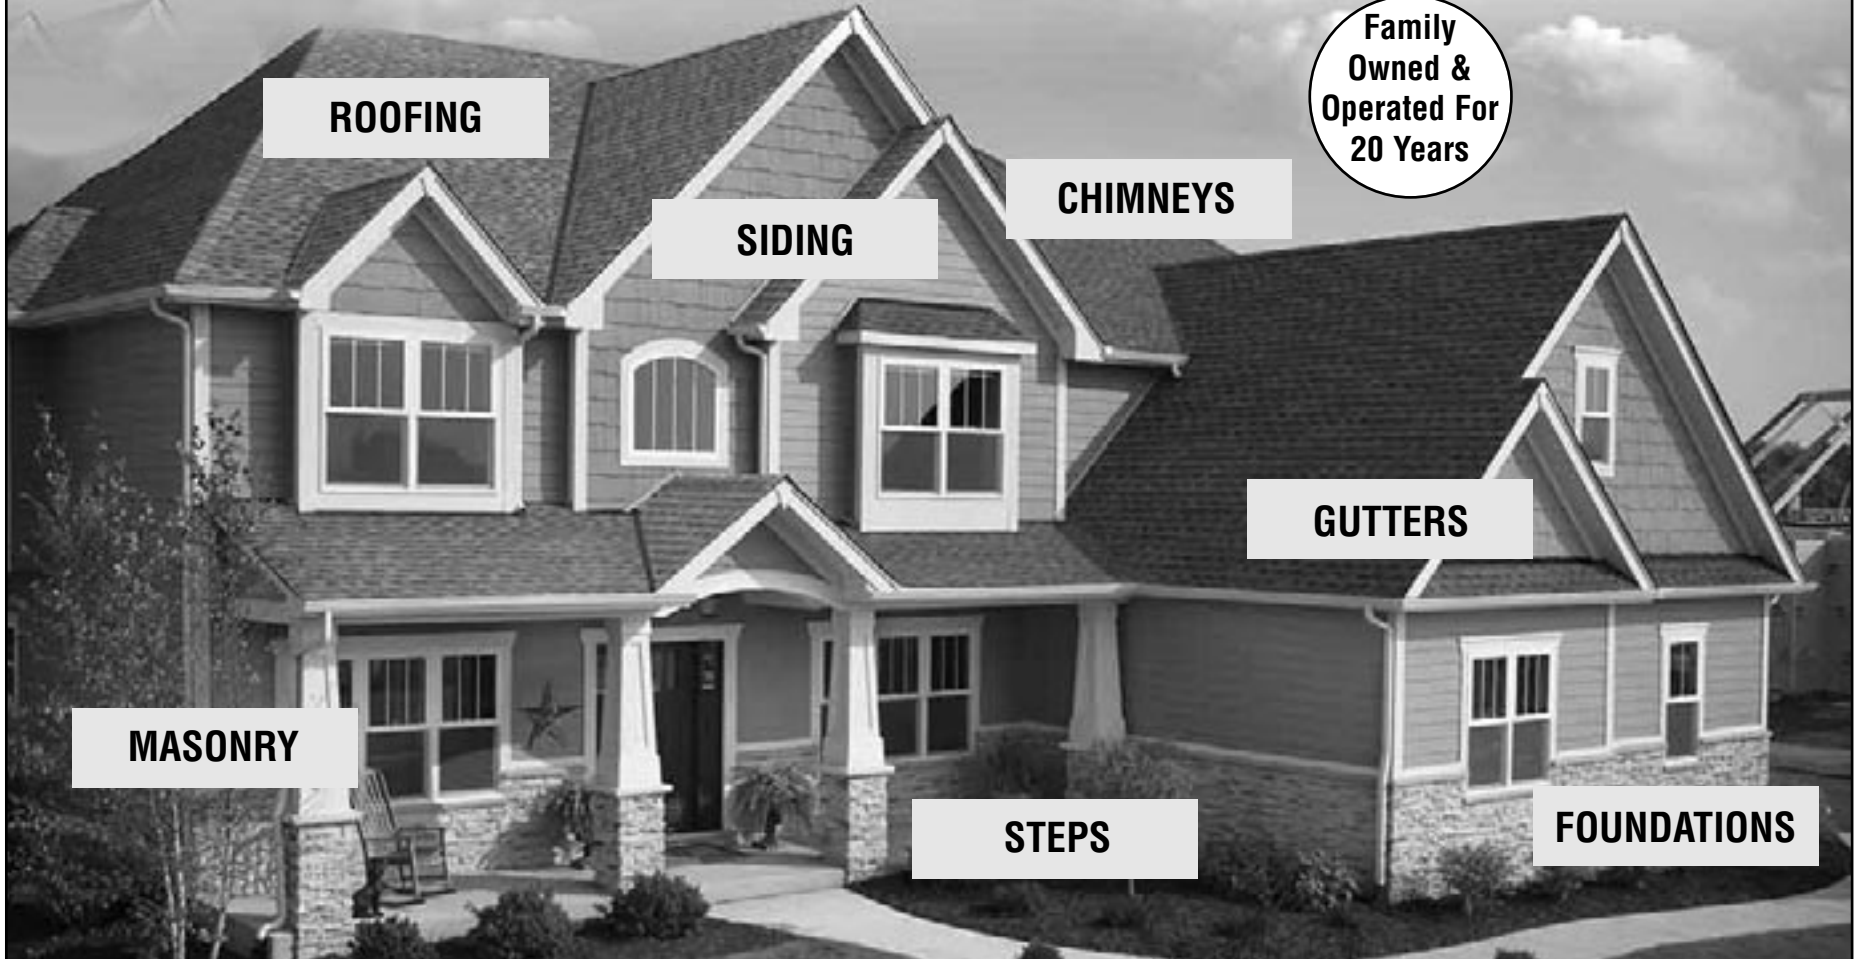 Family
Owned &
Operated For
20 Years
ROOFING
CHIMNEYS
SIDING
GUTTERS
MASONRY
STEPS
FOUNDATIONS